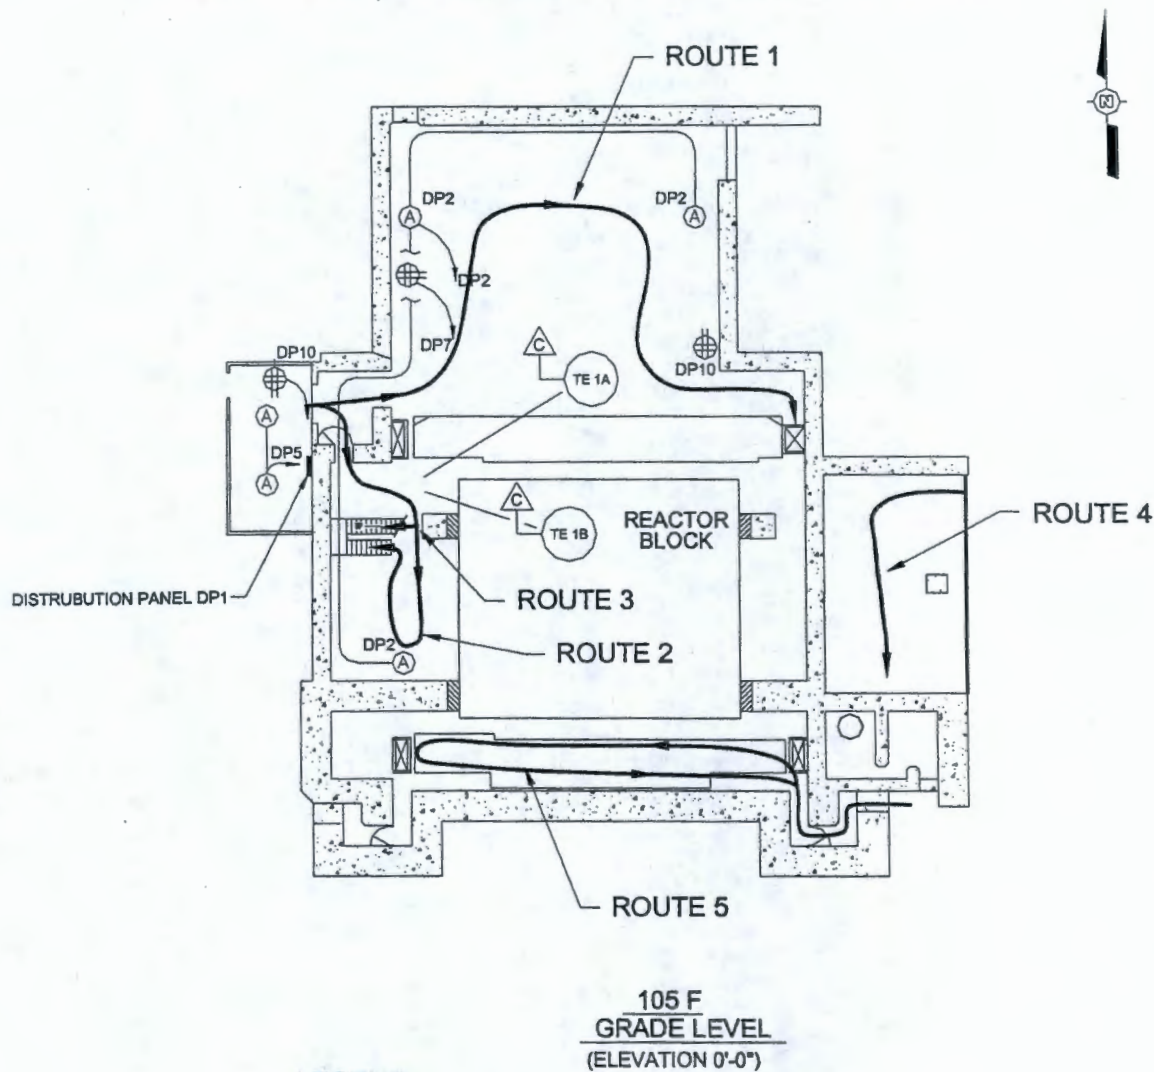 ROUTE 1
N
DP2
A
DP2
A
DP2
DP7
C
TE 1A
DP10
DP10
A
DP5
A
C
TE 1B
REACTOR
BLOCK
ROUTE 4
DISTRUBUTION PANEL DP1
ROUTE 3
ROUTE 2
DP2
A
ROUTE 5
105 F
GRADE LEVEL
(ELEVATION 0'-0")